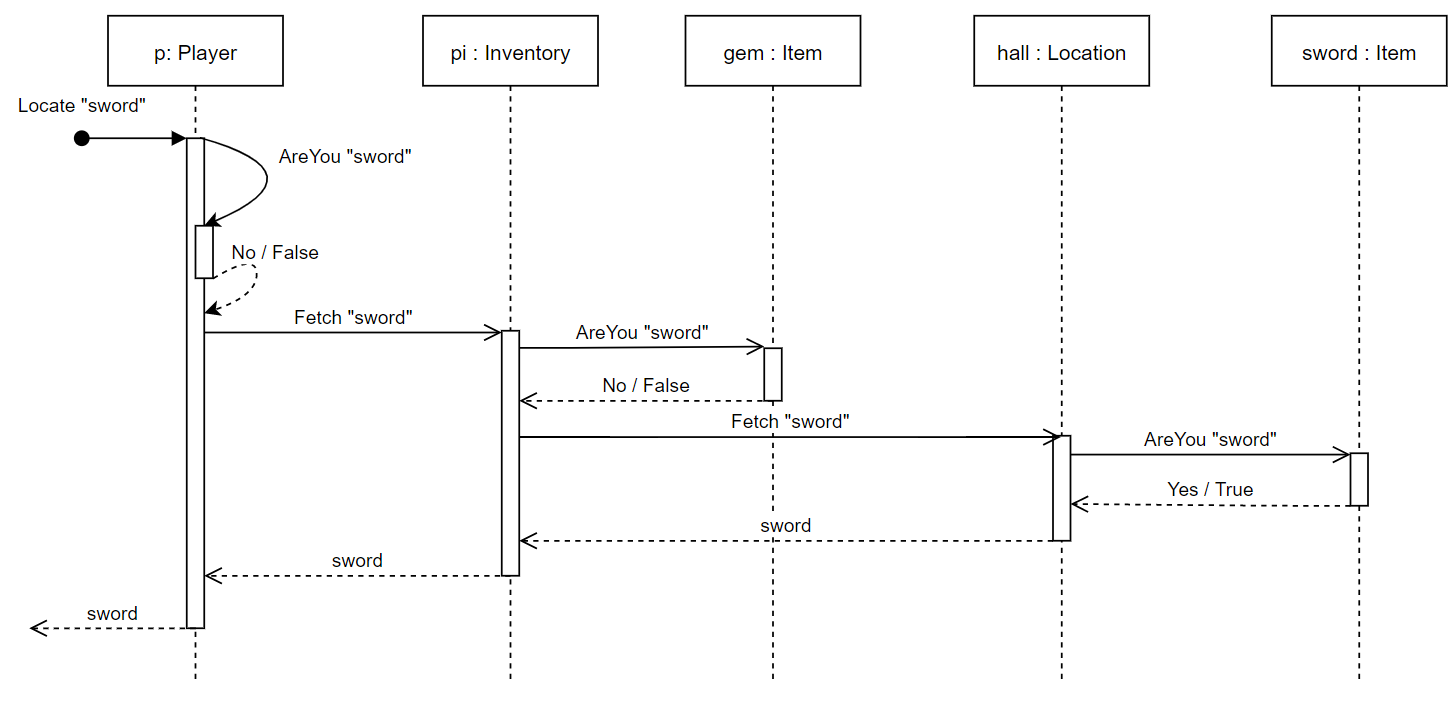 p: Player
pi : Inventory
gem : Item
hall : Location
sword : Item
Locate "sword"
AreYou "sword"
No / False
Fetch "sword"
AreYou "sword"
No / False
Fetch "sword"
AreYou "sword"
Yes / True
sword
sword
sword